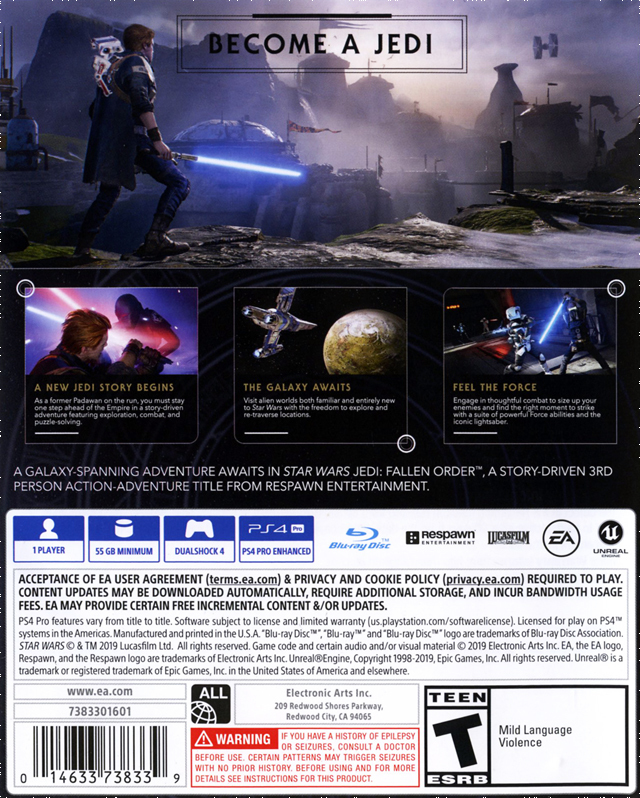 BECOME A JEDI
A NEW JEDI STORY BEGINS
As a former Padawan on the run, you must stay
one step ahead of the Empire in a story-driven
adventure featuring exploration, combat, and
puzzle-solving.
THE GALAXY AWAITS
Visit alien worlds both familiar and entirely new
to Star Wars with the freedom to explore and
re-traverse locations.
FEEL THE FORCE
Engage in thoughtful combat to size up your
enemies and find the right moment to strike
with a suite of powerful Force abilities and the
iconic lightsaber.
A GALAXY-SPANNING ADVENTURE AWAITS IN STAR WARS JEDI: FALLEN ORDER™, A STORY-DRIVEN 3RD
PERSON ACTION-ADVENTURE TITLE FROM RESPAWN ENTERTAINMENT.
1 PLAYER
55 GB MINIMUM
DUALSHOCK 4
PS4 Pro
PS4 PRO ENHANCED
Blu-ray Disc™
Respawn
ENTERTAINMENT
LUCASFILM
Ltd
EA
UNREAL
ENGINE
ACCEPTANCE OF EA USER AGREEMENT (terms.ea.com) & PRIVACY AND COOKIE POLICY (privacy.ea.com) REQUIRED TO PLAY.
CONTENT UPDATES MAY BE DOWNLOADED AUTOMATICALLY, REQUIRE ADDITIONAL STORAGE, AND INCUR BANDWIDTH USAGE
FEES. EA MAY PROVIDE CERTAIN FREE INCREMENTAL CONTENT &/OR UPDATES.
PS4 Pro features vary from title to title. Software subject to license and limited warranty (us.playstation.com/softwarelicense). Licensed for play on PS4™
systems in the Americas. Manufactured and printed in the U.S.A. "Blu-ray Disc™", "Blu-ray™" and "Blu-ray Disc™" logo are trademarks of Blu-ray Disc Association.
STAR WARS © & TM 2019 Lucasfilm Ltd. All rights reserved. Game code and certain audio and/or visual material © 2019 Electronic Arts Inc. EA, the EA logo,
Respawn, and the Respawn logo are trademarks of Electronic Arts Inc. Unreal®Engine, Copyright 1998-2019, Epic Games, Inc. All rights reserved. Unreal® is a
trademark or registered trademark of Epic Games, Inc. in the United States of America and elsewhere.
www.ea.com
7383301601
ALL
Electronic Arts Inc.
209 Redwood Shores Parkway,
Redwood City, CA 94065
WARNING
IF YOU HAVE A HISTORY OF EPILEPSY
OR SEIZURES, CONSULT A DOCTOR
BEFORE USE. CERTAIN PATTERNS MAY TRIGGER SEIZURES
WITH NO PRIOR HISTORY. BEFORE USING AND FOR MORE
DETAILS SEE INSTRUCTIONS FOR THIS PRODUCT.
0 14633 73833 9
TEEN
T
ESRB
Mild Language
Violence